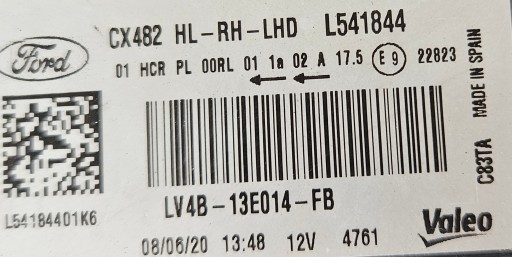 Ford
CX482 HL-RH-LHD L541844
01 HCR PL 00RL 01 1a 02 A 17.5 E9 22823
LV4B-13E014-FB
L54184401K6
08/06/20 13:48 12V 4761
Valeo
C83TA MADE IN SPAIN